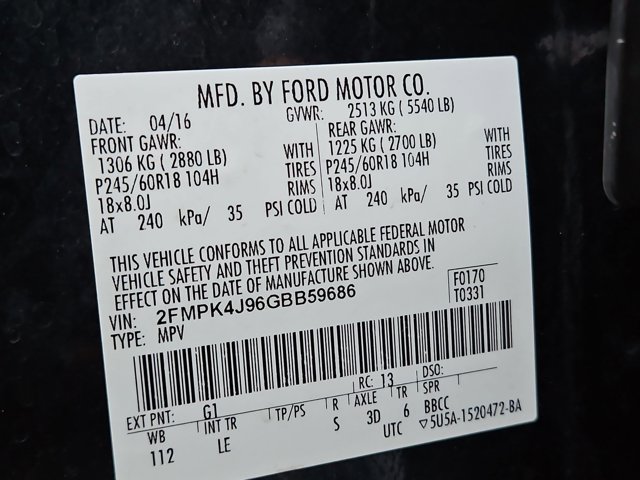 MFD. BY FORD MOTOR CO.
DATE: 04/16 GVWR: 2513 KG ( 5540 LB)
FRONT GAWR: REAR GAWR:
1306 KG ( 2880 LB) WITH 1225 KG ( 2700 LB) WITH
P245/60R18 104H TIRES P245/60R18 104H TIRES
18x8.0J RIMS 18x8.0J RIMS
AT 240 kPa/ 35 PSI COLD AT 240 kPa/ 35 PSI COLD
THIS VEHICLE CONFORMS TO ALL APPLICABLE FEDERAL MOTOR
VEHICLE SAFETY AND THEFT PREVENTION STANDARDS IN
EFFECT ON THE DATE OF MANUFACTURE SHOWN ABOVE.
VIN: 2FMPK4J96GBB59686 F0170
TYPE: MPV T0331
RC: 13 DSO:
EXT PNT: G1 TP/PS R AXLE TR SPR
WB INT TR S 3D 6 BBCC
112 LE UTC ▽5U5A-1520472-BA